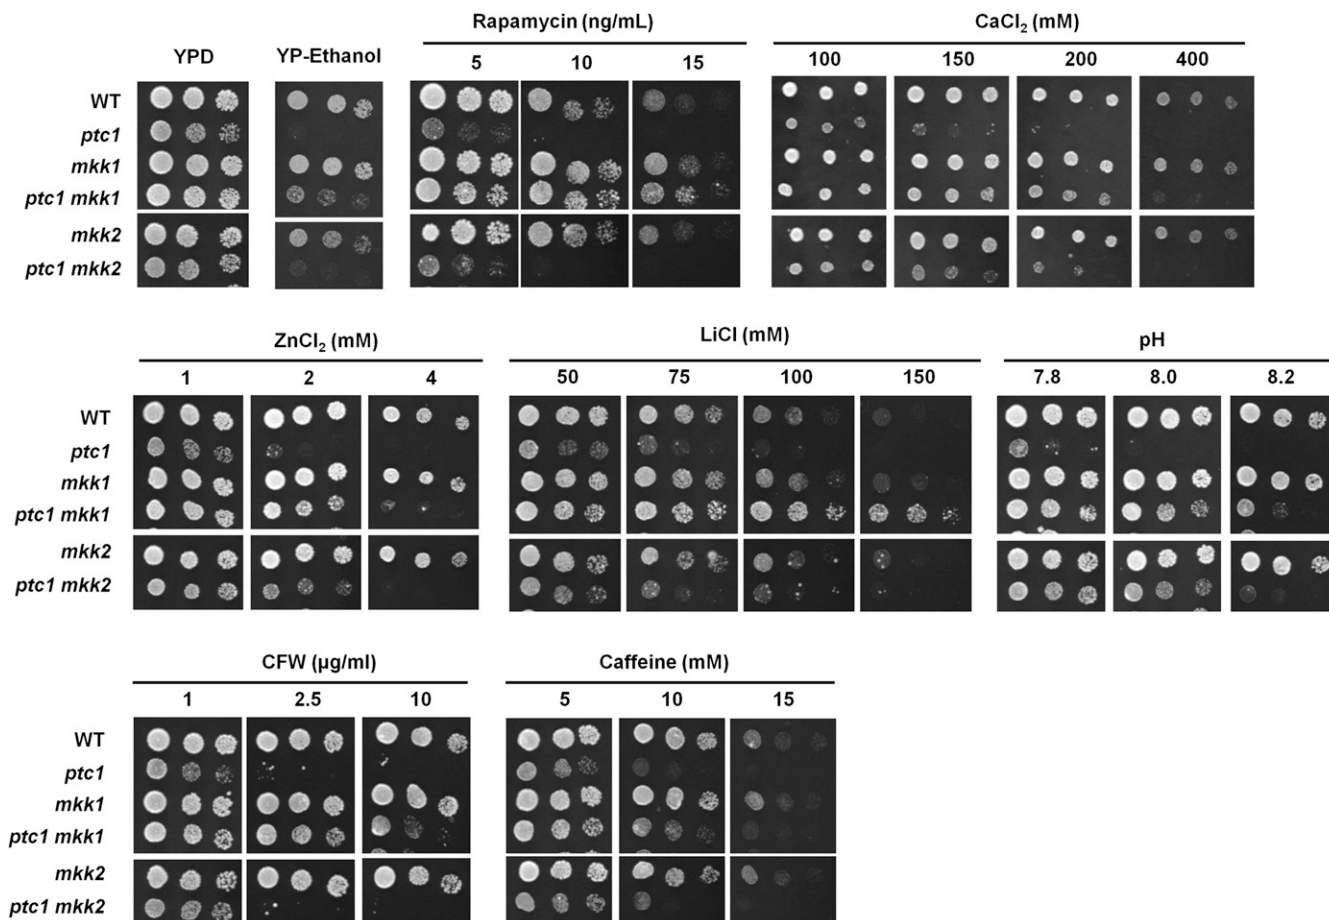 Rapamycin (ng/mL) CaCl₂ (mM)
YPD YP-Ethanol 5 10 15 100 150 200 400
WT
ptc1
mkk1
ptc1 mkk1
mkk2
ptc1 mkk2
ZnCl₂ (mM) LiCl (mM) pH
1 2 4 50 75 100 150 7.8 8.0 8.2
WT
ptc1
mkk1
ptc1 mkk1
mkk2
ptc1 mkk2
CFW (µg/ml) Caffeine (mM)
1 2.5 10 5 10 15
WT
ptc1
mkk1
ptc1 mkk1
mkk2
ptc1 mkk2